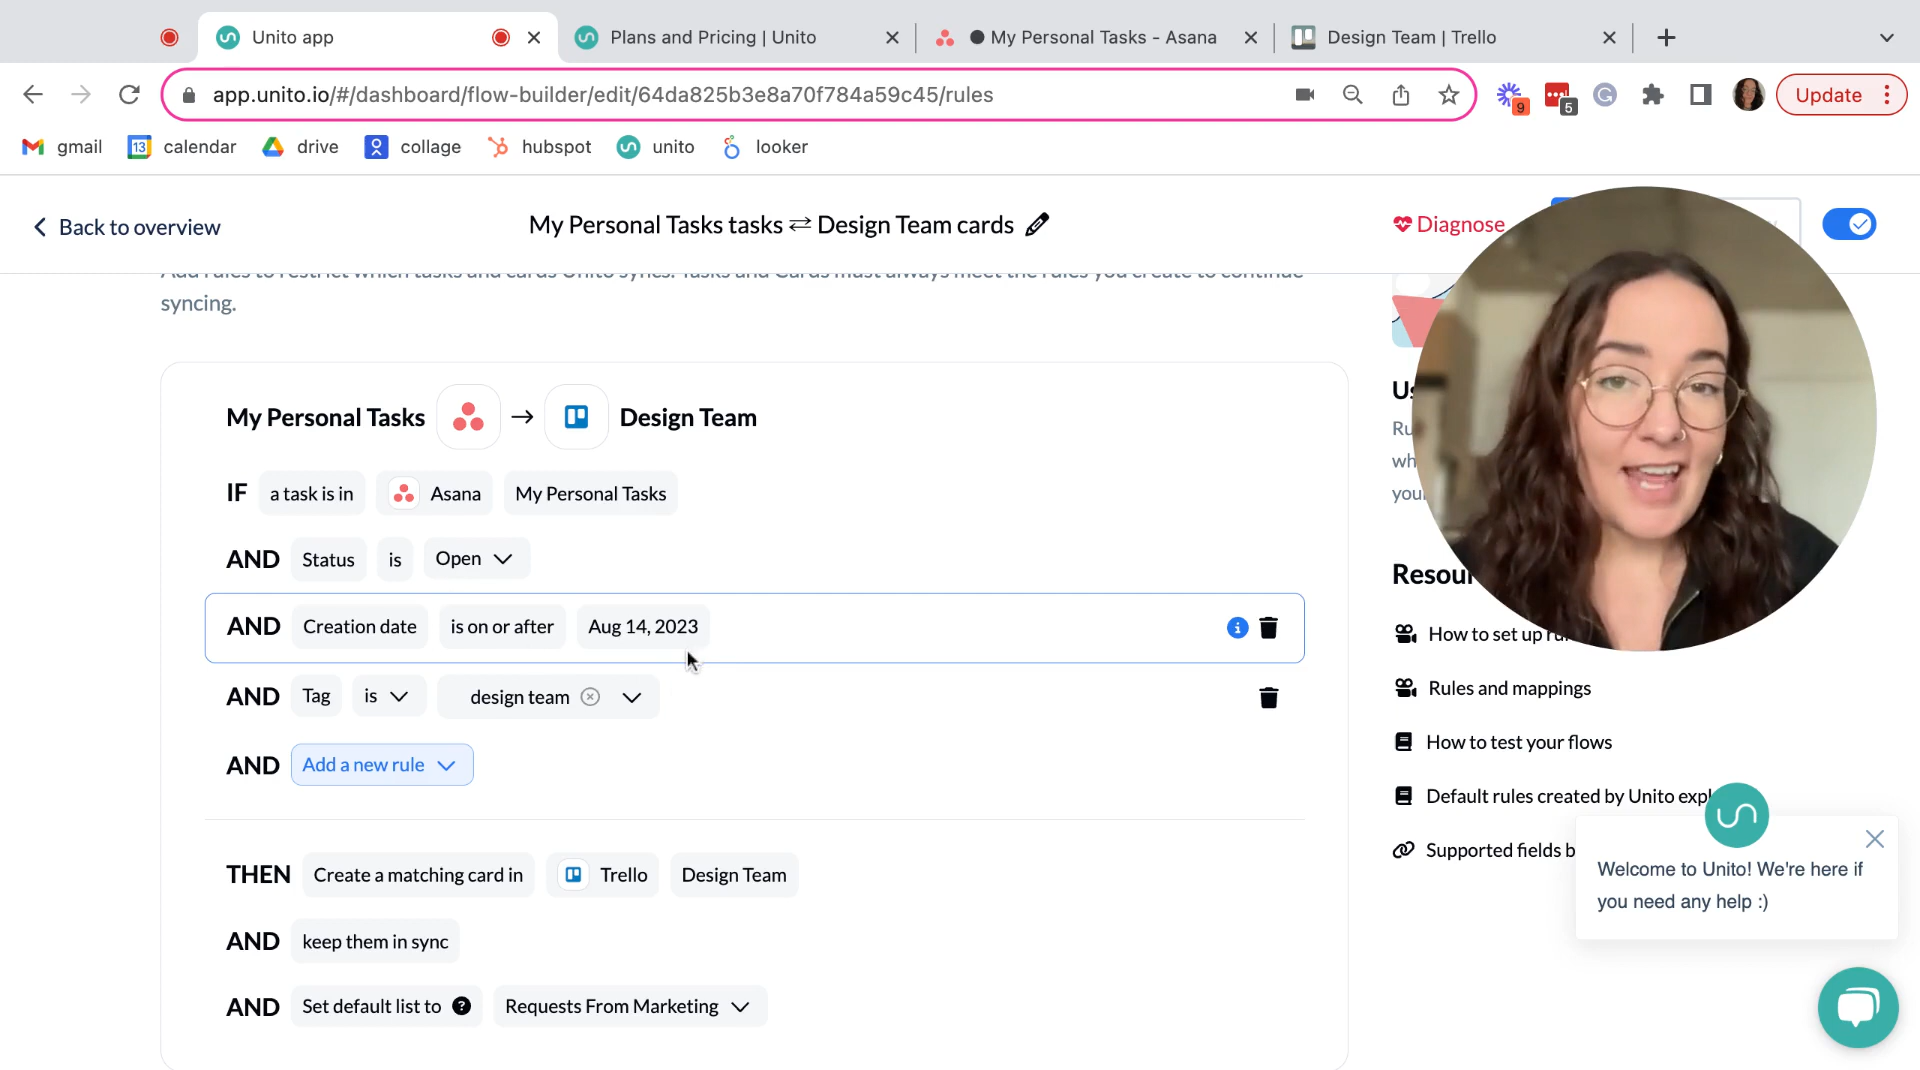 Unito app
Plans and Pricing | Unito
My Personal Tasks - Asana
Design Team | Trello
app.unito.io/#/dashboard/flow-builder/edit/64da825b3e8a70f784a59c45/rules
9
5
Update
gmail
13 calendar
drive
collage
hubspot
unito
looker
Back to overview
My Personal Tasks tasks ⇄ Design Team cards
Diagnose
Add rules to restrict which tasks and cards Unito syncs. Tasks and Cards must always meet the rules you create to continue
syncing.
My Personal Tasks → Design Team
IF a task is in Asana My Personal Tasks
AND Status is Open
AND Creation date is on or after Aug 14, 2023
AND Tag is design team
AND Add a new rule
THEN Create a matching card in Trello Design Team
AND keep them in sync
AND Set default list to ? Requests From Marketing
How to set up
Rules and mappings
How to test your flows
Default rules created by Unito
Supported fields
Welcome to Unito! We're here if
you need any help :)